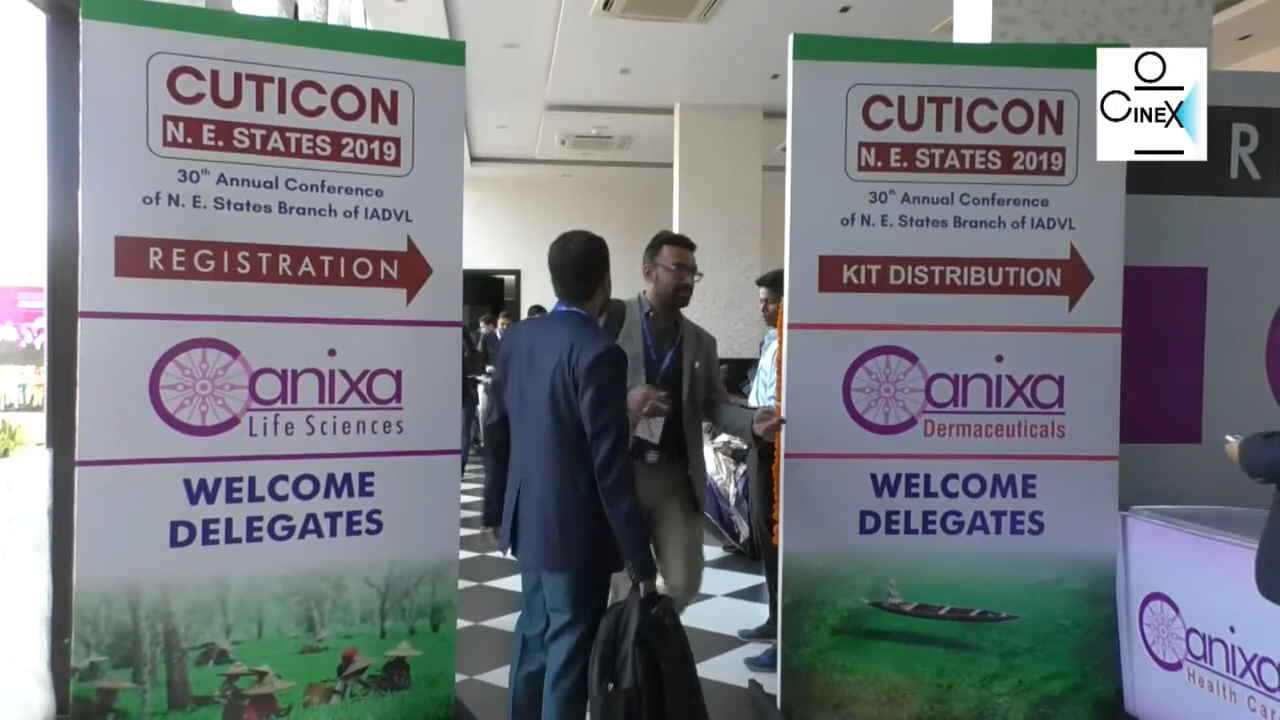 CUTICON
N. E. STATES 2019
30th Annual Conference
of N. E. States Branch of IADVL
REGISTRATION
Canixa
Life Sciences
WELCOME
DELEGATES
CUTICON
N. E. STATES 2019
30th Annual Conference
of N. E. States Branch of IADVL
KIT DISTRIBUTION
Canixa
Dermaceuticals
WELCOME
DELEGATES
CINEX
R
Canixa
Health Car